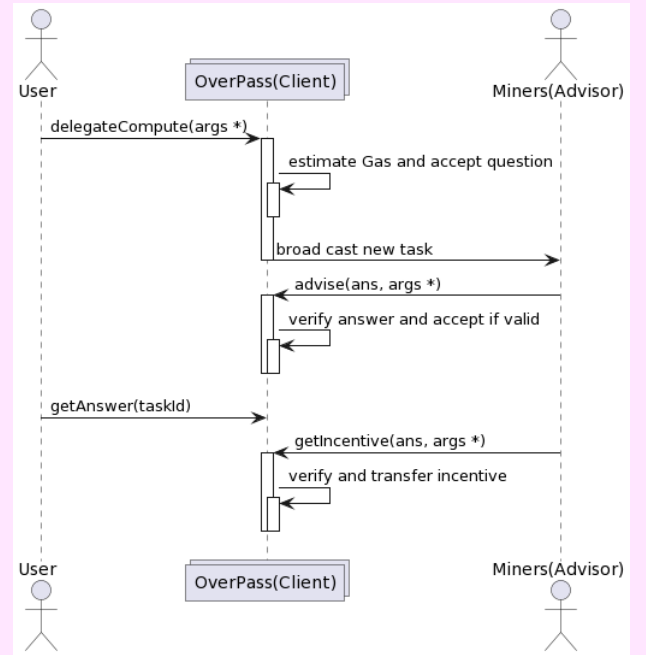 User
OverPass(Client)
Miners(Advisor)
delegateCompute(args *)
estimate Gas and accept question
broad cast new task
advise(ans, args *)
verify answer and accept if valid
getAnswer(taskId)
getIncentive(ans, args *)
verify and transfer incentive
User
OverPass(Client)
Miners(Advisor)